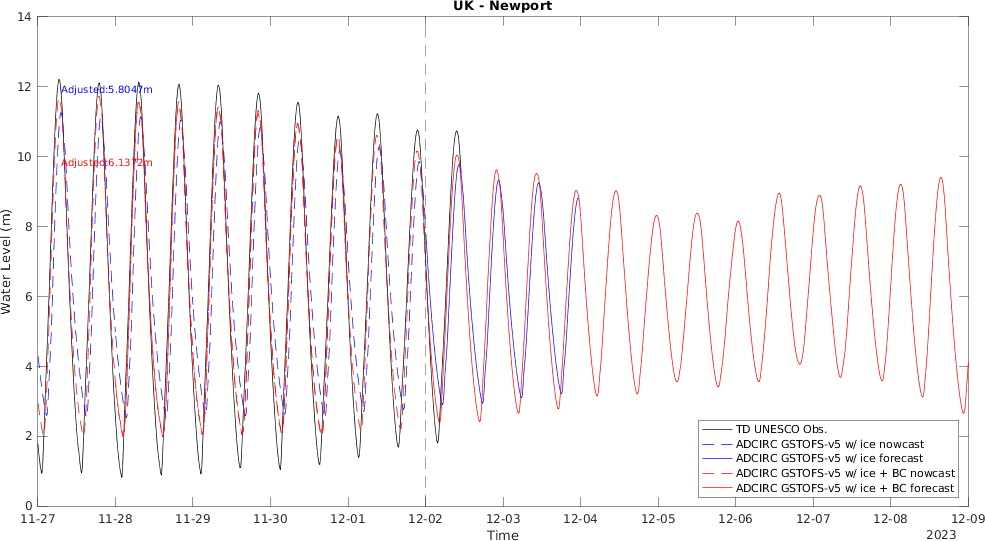 UK - Newport
14
12
10
8
6
4
2
0
Water Level (m)
Adjusted:5.8047m
Adjusted:6.1372m
TD UNESCO Obs.
ADCIRC GSTOFS-v5 w/ ice nowcast
ADCIRC GSTOFS-v5 w/ ice forecast
ADCIRC GSTOFS-v5 w/ ice + BC nowcast
ADCIRC GSTOFS-v5 w/ ice + BC forecast
11-27 11-28 11-29 11-30 12-01 12-02 12-03 12-04 12-05 12-06 12-07 12-08 12-09
Time
2023